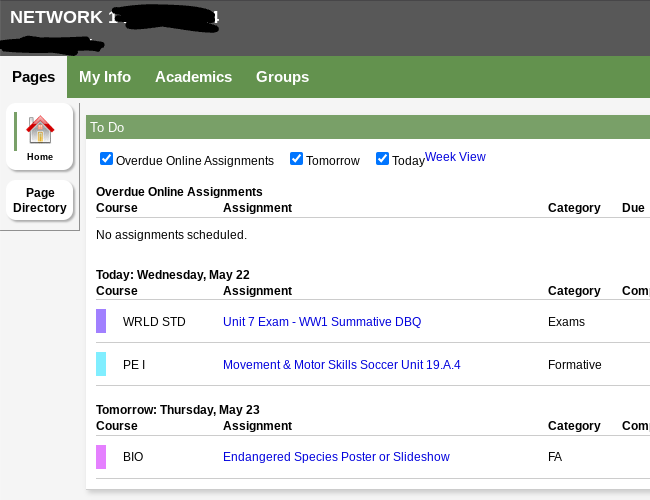 NETWORK 1 4
Pages My Info Academics Groups
Home
Page
Directory
To Do
Overdue Online Assignments Tomorrow Today Week View
Overdue Online Assignments
Course Assignment Category Due
No assignments scheduled.
Today: Wednesday, May 22
Course Assignment Category Com
WRLD STD Unit 7 Exam - WW1 Summative DBQ Exams
PE I Movement & Motor Skills Soccer Unit 19.A.4 Formative
Tomorrow: Thursday, May 23
Course Assignment Category Com
BIO Endangered Species Poster or Slideshow FA